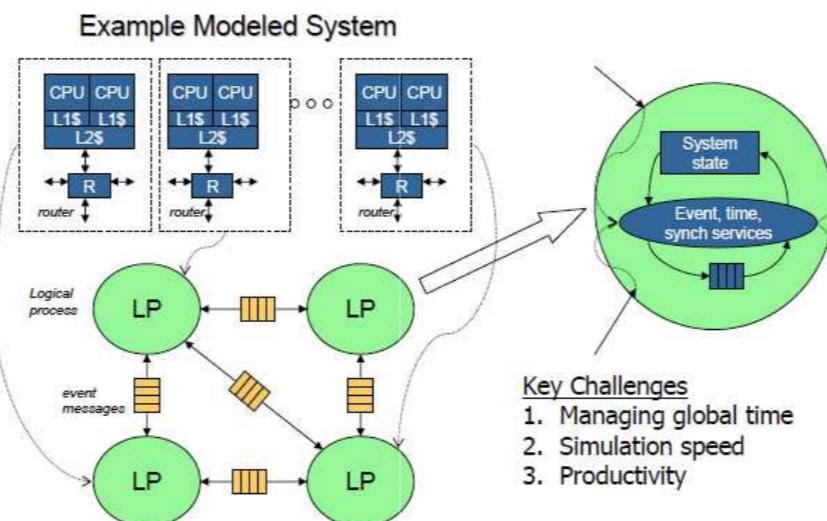 Example Modeled System
CPU CPU
L1$ L1$
L2$
R
router
CPU CPU
L1$ L1$
L2$
R
router
CPU CPU
L1$ L1$
L2$
R
router
System
state
Event, time,
synch services
Logical
process
LP
LP
event
messages
LP
LP
Key Challenges
1. Managing global time
2. Simulation speed
3. Productivity